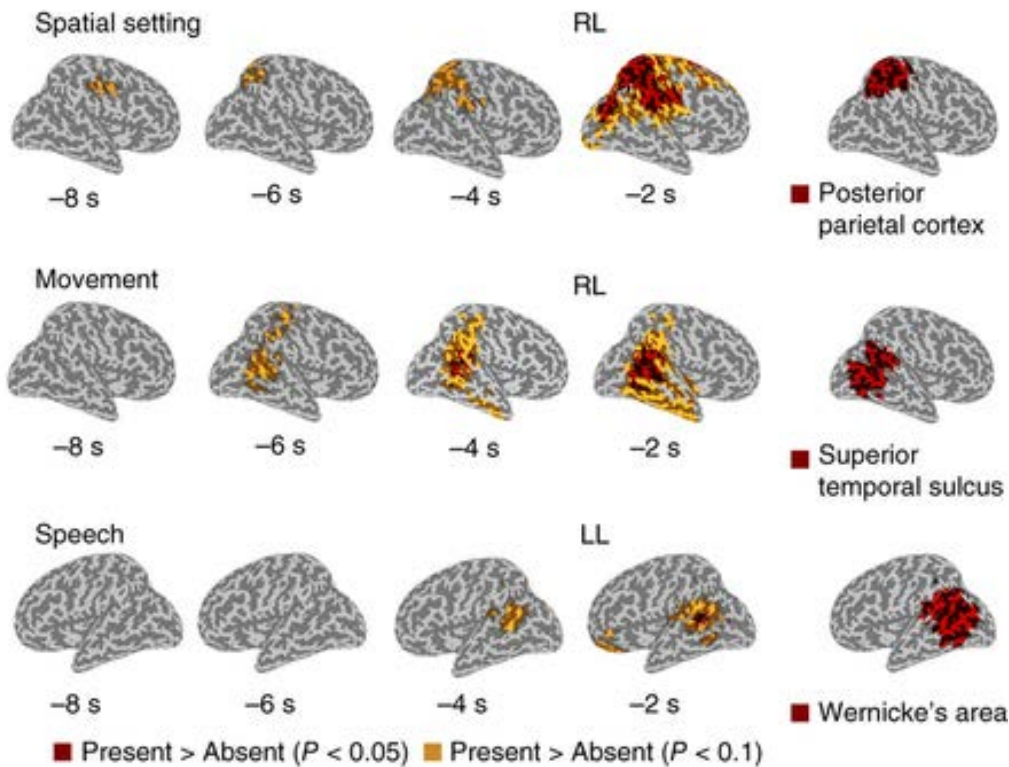 Spatial setting RL
–8 s –6 s –4 s –2 s
Posterior
parietal cortex
Movement RL
–8 s –6 s –4 s –2 s
Superior
temporal sulcus
Speech LL
–8 s –6 s –4 s –2 s
Wernicke's area
Present > Absent (P < 0.05) Present > Absent (P < 0.1)